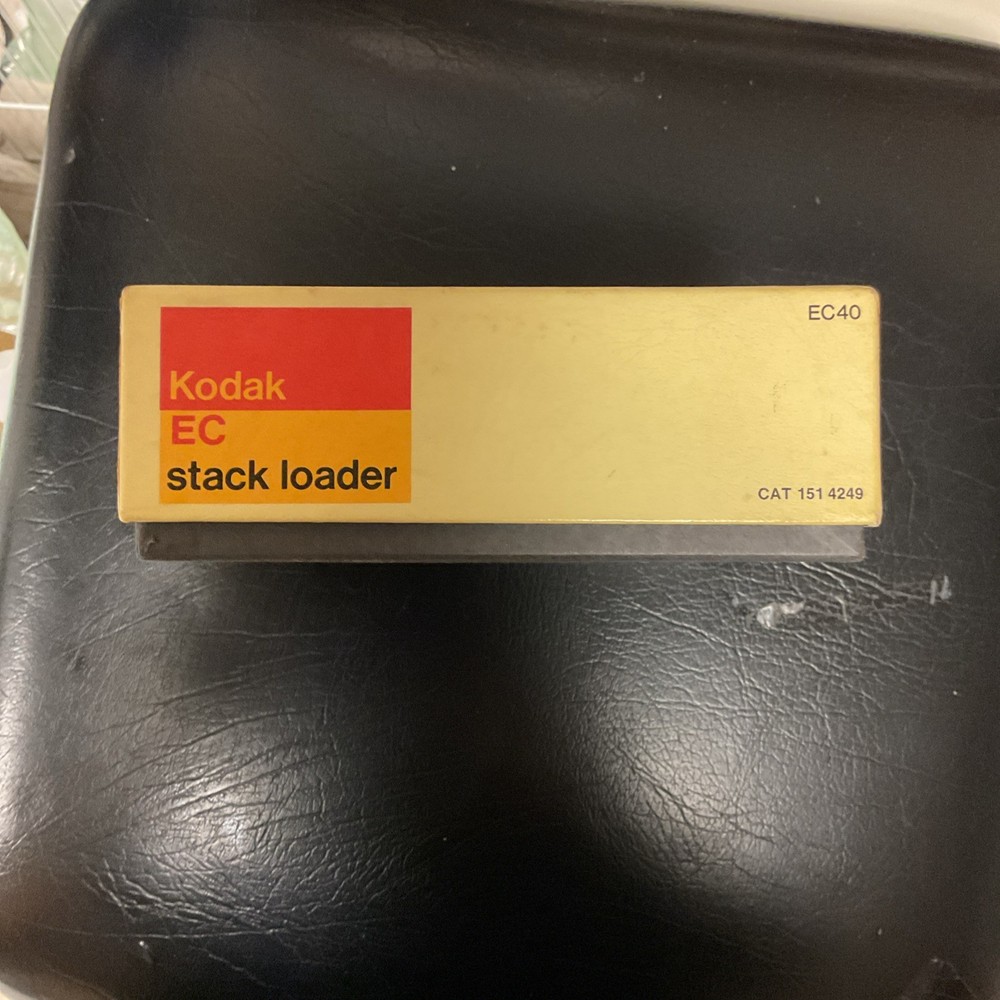 Kodak
EC
stack loader
EC40
CAT 151 4249